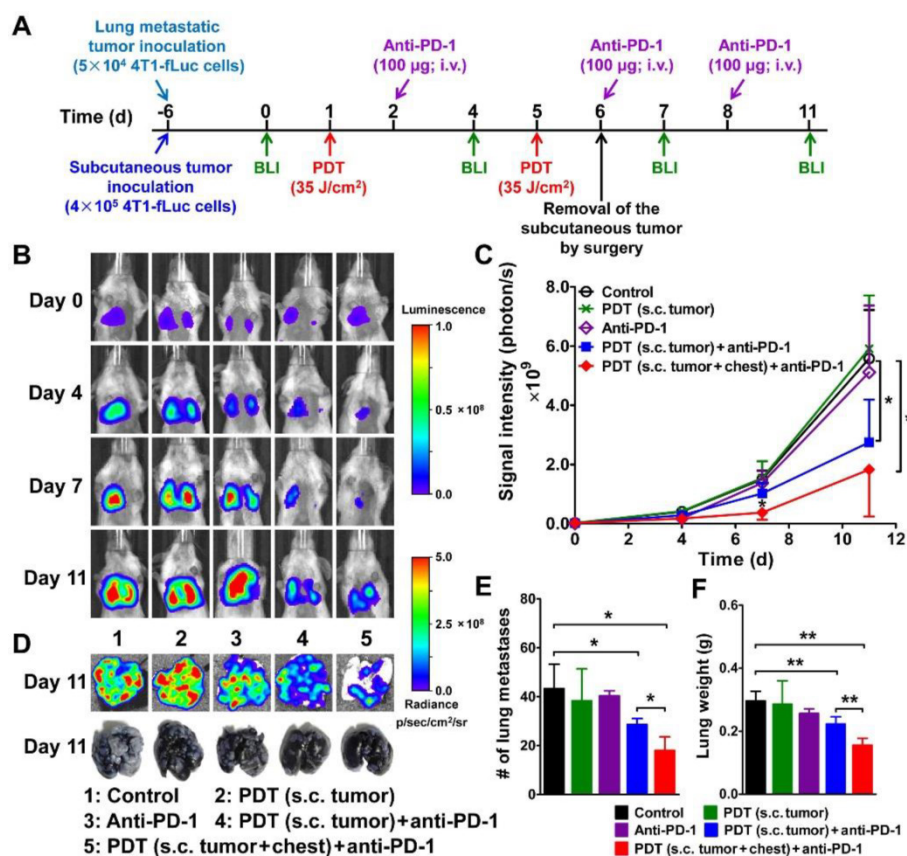 A
Lung metastatic
tumor inoculation
(5×10⁴ 4T1-fLuc cells)
Anti-PD-1
(100 µg; i.v.)
Anti-PD-1
(100 µg; i.v.)
Anti-PD-1
(100 µg; i.v.)
Time (d)
-6 0 1 2 4 5 6 7 8 11
Subcutaneous tumor
inoculation
(4×10⁵ 4T1-fLuc cells)
BLI
PDT
(35 J/cm²)
BLI
PDT
(35 J/cm²)
BLI
BLI
Removal of the
subcutaneous tumor
by surgery
B
Day 0
Day 4
Day 7
Day 11
Luminescence
1.0
0.5 ×10⁸
0
5.0
2.5 ×10⁸
0
Radiance
p/sec/cm²/sr
C
Signal intensity (photon/s)
×10⁹
8.0
6.0
4.0
2.0
0.0
0 2 4 6 8 10 12
Time (d)
Control
PDT (s.c. tumor)
Anti-PD-1
PDT (s.c. tumor)+anti-PD-1
PDT (s.c. tumor+chest)+anti-PD-1
*
*
*
D
1 2 3 4 5
Day 11
Day 11
1: Control 2: PDT (s.c. tumor)
3: Anti-PD-1 4: PDT (s.c. tumor)+anti-PD-1
5: PDT (s.c. tumor+chest)+anti-PD-1
E
# of lung metastases
80
60
40
20
0
*
*
*
F
Lung weight (g)
0.6
0.4
0.2
0.0
**
**
**
Control
PDT (s.c. tumor)
Anti-PD-1
PDT (s.c. tumor)+anti-PD-1
PDT (s.c. tumor+chest)+anti-PD-1